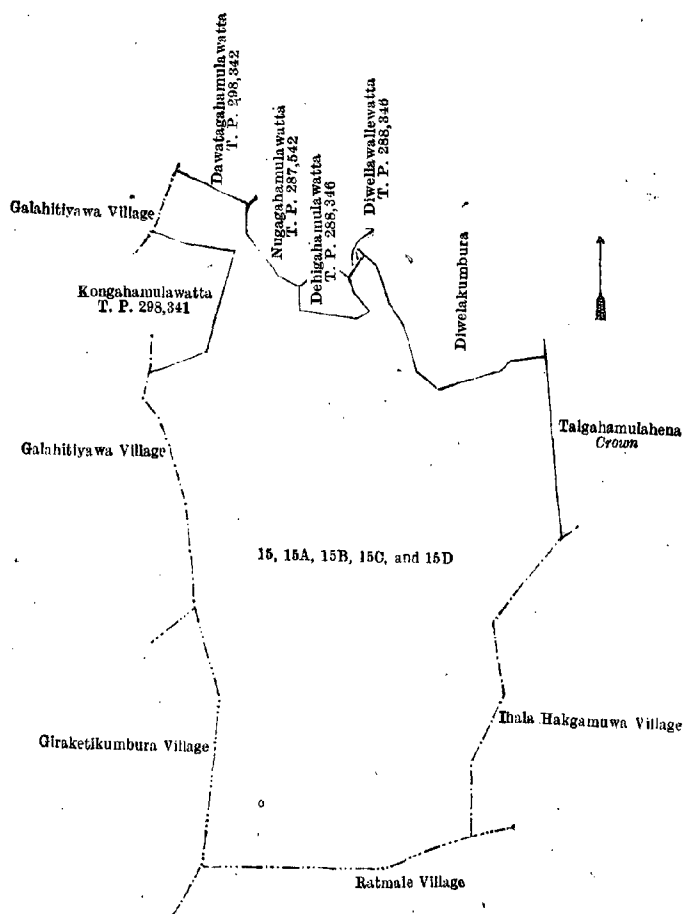 Dawatagahamulawatta
T. P. 298,342
Nugagahamulawatta
T. P. 287,542
Dehigahamulawatta
T. P. 288,346
Diwellawallewatta
T. P. 288,346
Galahitiyawa Village
Kongahamulawatta
T. P. 298,341
Diwelakumbura
Talgahamulahena
Crown
Galahitiyawa Village
15, 15A, 15B, 15C, and 15D
Ihala Hakgamuwa Village
Giraketikumbura Village
Ratmale Village